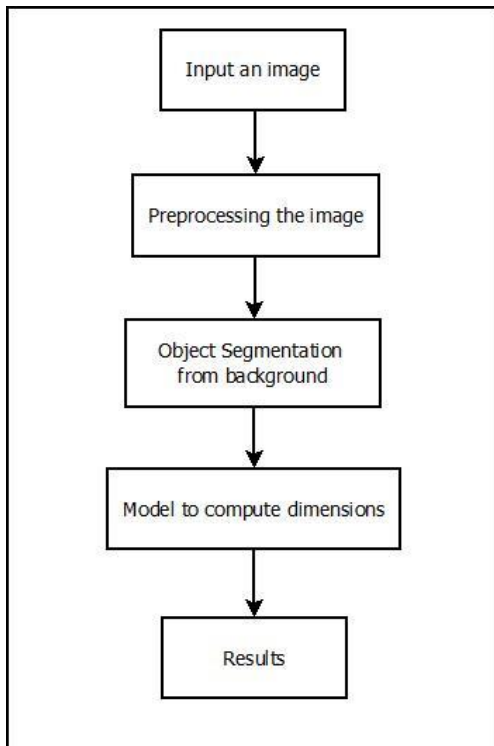 Input an image
Preprocessing the image
Object Segmentation
from background
Model to compute dimensions
Results